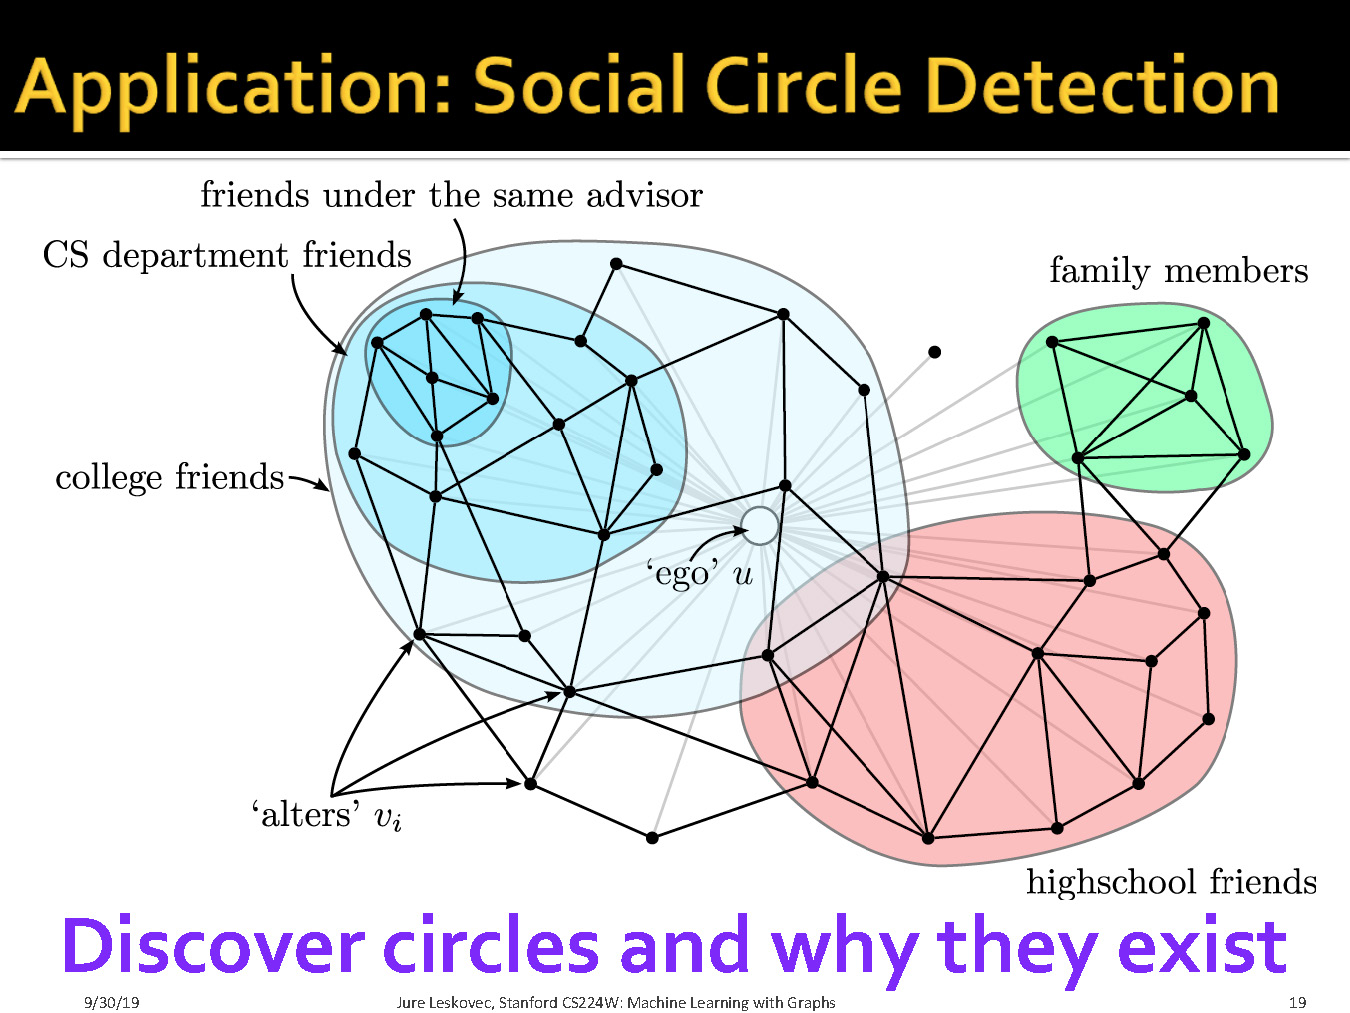 Application: Social Circle Detection
friends under the same advisor
CS department friends
family members
college friends
‘ego’ u
‘alters’ vi
highschool friends
Discover circles and why they exist
9/30/19
Jure Leskovec, Stanford CS224W: Machine Learning with Graphs
19